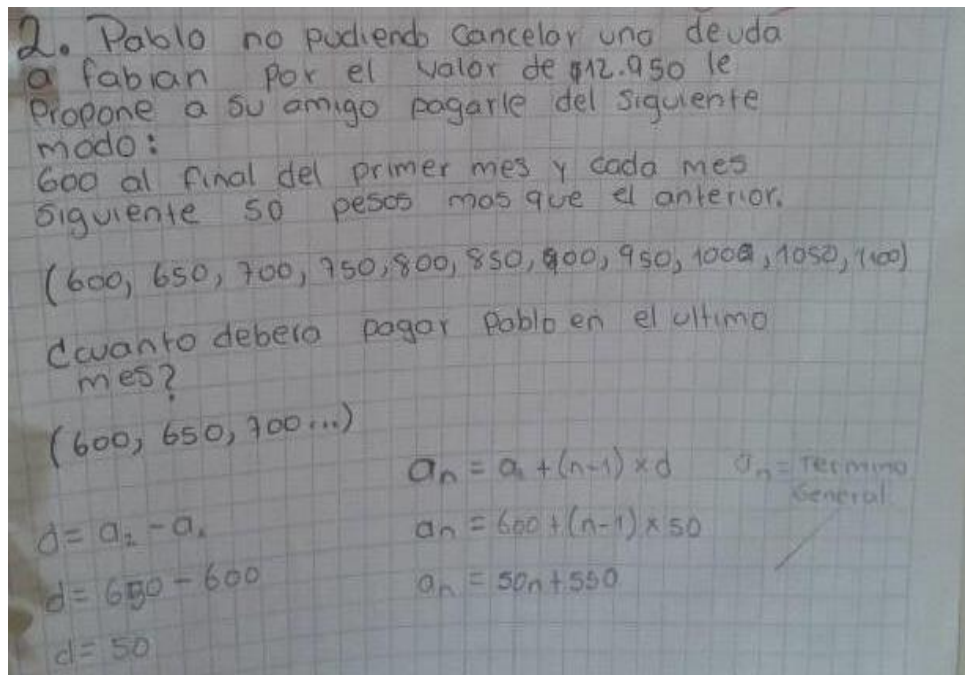 2. Pablo no pudiendo cancelar una deuda
a fabian por el valor de $12.950 le
Propone a su amigo pagarle del siguiente
modo:
600 al final del primer mes y cada mes
siguiente 50 pesos mas que el anterior.
(600, 650, 700, 750, 800, 850, 900, 950, 1000, 1050, 1100)
¿cuanto debera pagar Pablo en el ultimo
mes?
(600, 650, 700...)
aₙ = a₁ + (n-1) x d aₙ = Termino
General
d = a₂ - a₁ aₙ = 600 + (n-1) x 50
d = 650 - 600 aₙ = 50n + 550
d = 50